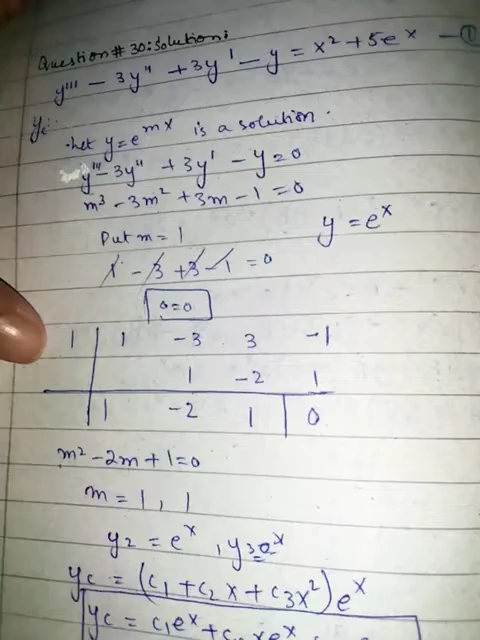 Question # 30: Solution:
y''' - 3y'' + 3y' - y = x² + 5eˣ — ①
yc:
Let y = e^{mx} is a solution.
y''' - 3y'' + 3y' - y = 0
m³ - 3m² + 3m - 1 = 0
Put m = 1 y = eˣ
1 - 3 + 3 - 1 = 0
0=0
1 | 1 -3 3 -1
1 -2 1
1 -2 1 | 0
m² - 2m + 1 = 0
m = 1, 1
y2 = eˣ, y3 = eˣ
yc = (c1 + c2x + c3x²) eˣ
yc = c1eˣ +